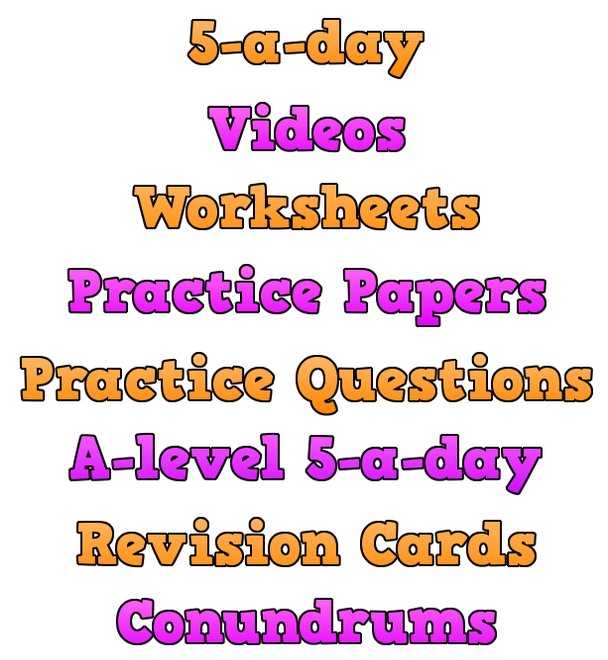 5-a-day
Videos
Worksheets
Practice Papers
Practice Questions
A-level 5-a-day
Revision Cards
Conundrums